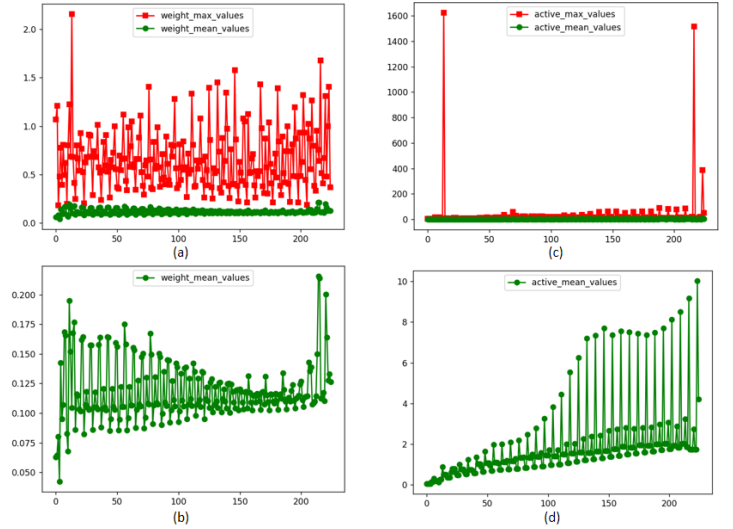 weight_max_values
weight_mean_values
2.0
1.5
1.0
0.5
0.0
0 50 100 150 200
(a)
active_max_values
active_mean_values
1600
1400
1200
1000
800
600
400
200
0
0 50 100 150 200
(c)
weight_mean_values
0.200
0.175
0.150
0.125
0.100
0.075
0.050
0 50 100 150 200
(b)
active_mean_values
10
8
6
4
2
0
0 50 100 150 200
(d)